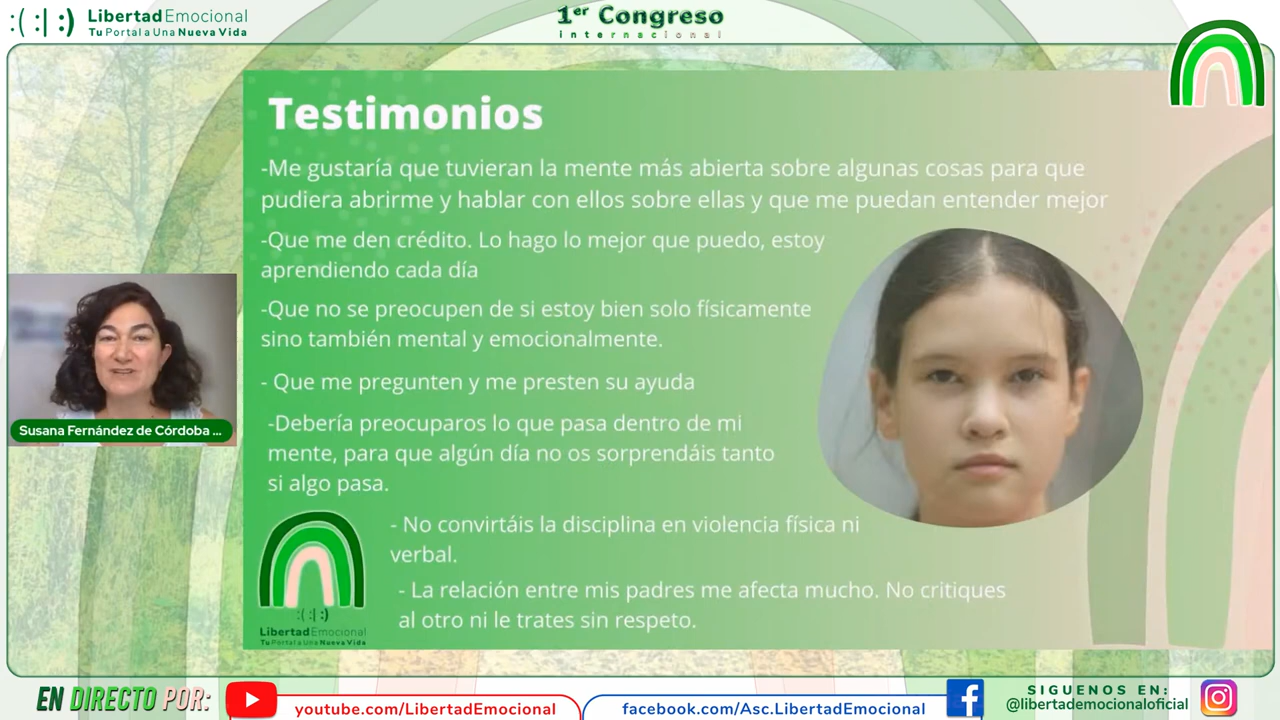 :( :| :) LibertadEmocional
Tu Portal a Una Nueva Vida
1er Congreso
internacional
Testimonios
-Me gustaría que tuvieran la mente más abierta sobre algunas cosas para que
pudiera abrirme y hablar con ellos sobre ellas y que me puedan entender mejor
-Que me den crédito. Lo hago lo mejor que puedo, estoy
aprendiendo cada día
-Que no se preocupen de si estoy bien solo físicamente
sino también mental y emocionalmente.
- Que me pregunten y me presten su ayuda
-Debería preocuparos lo que pasa dentro de mi
mente, para que algún día no os sorprendáis tanto
si algo pasa.
- No convirtáis la disciplina en violencia física ni
verbal.
- La relación entre mis padres me afecta mucho. No critiques
al otro ni le trates sin respeto.
Susana Fernández de Córdoba ...
:( :| :)
LibertadEmocional
Tu Portal a Una Nueva Vida
EN DIRECTO POR:
youtube.com/LibertadEmocional
facebook.com/Asc.LibertadEmocional
SIGUENOS EN:
@libertademocionaloficial